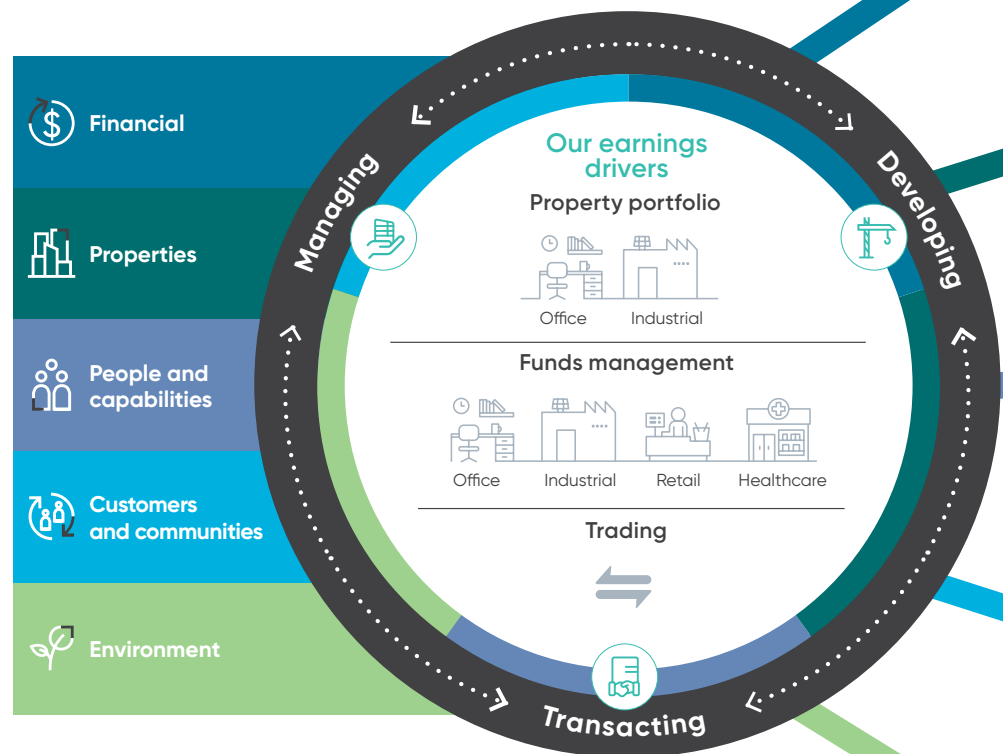 Financial
Properties
People and
capabilities
Customers
and communities
Environment
Managing
Developing
Transacting
Our earnings
drivers
Property portfolio
Office
Industrial
Funds management
Office
Industrial
Retail
Healthcare
Trading